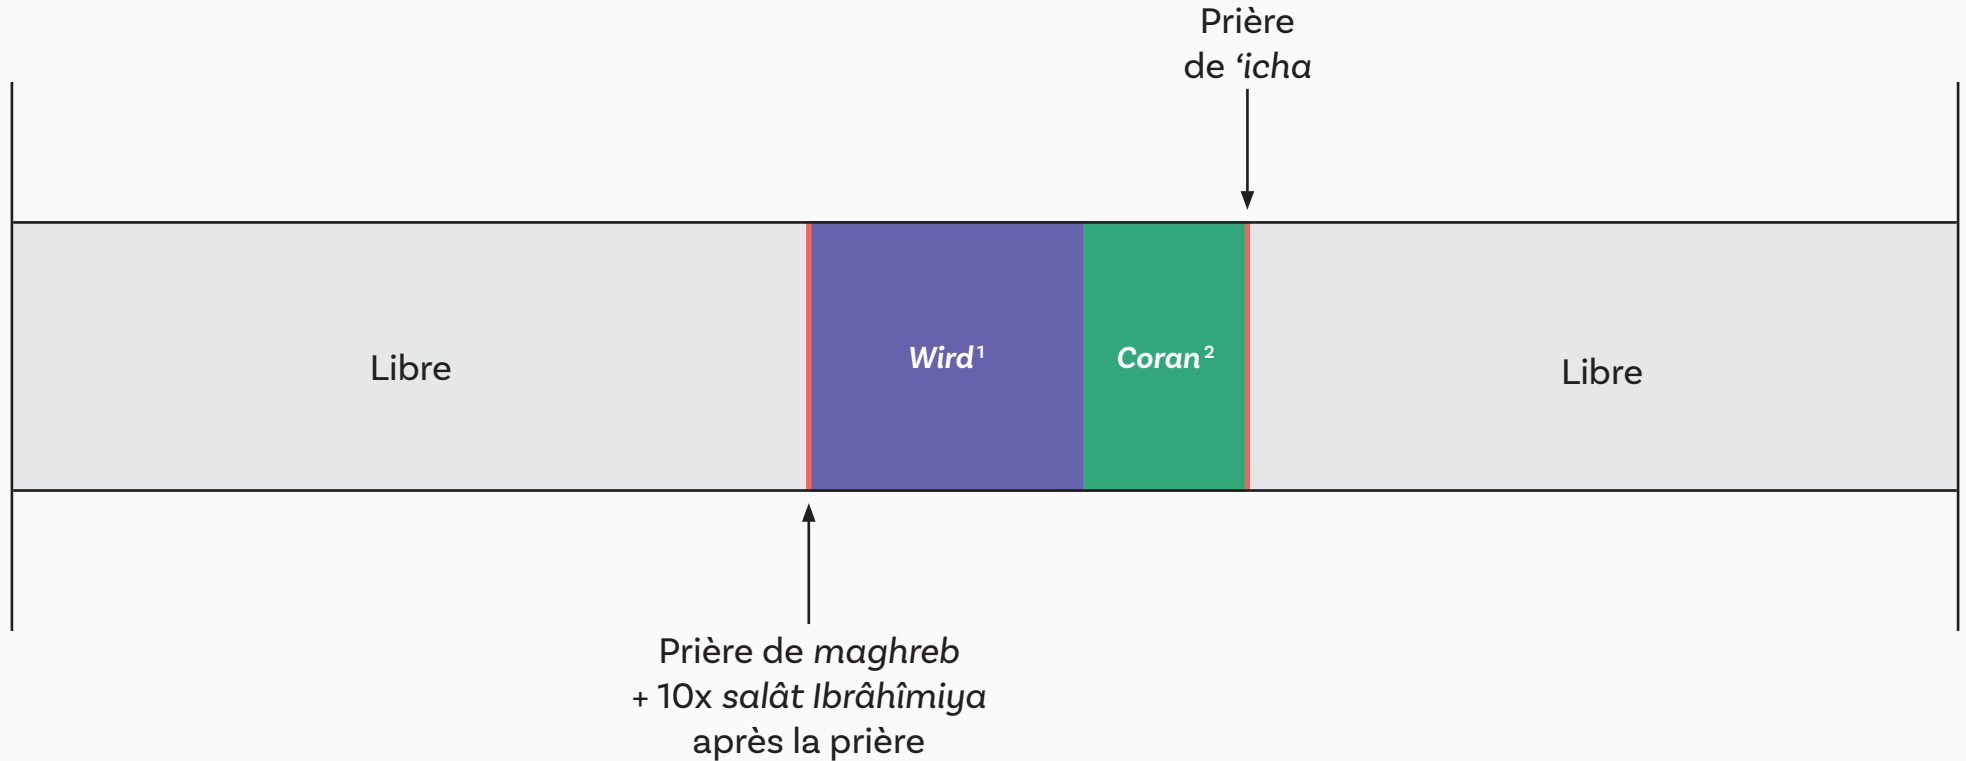 Prière
de ‘icha
Libre
Wird¹
Coran²
Libre
Prière de maghreb
+ 10x salât Ibrâhîmiya
après la prière